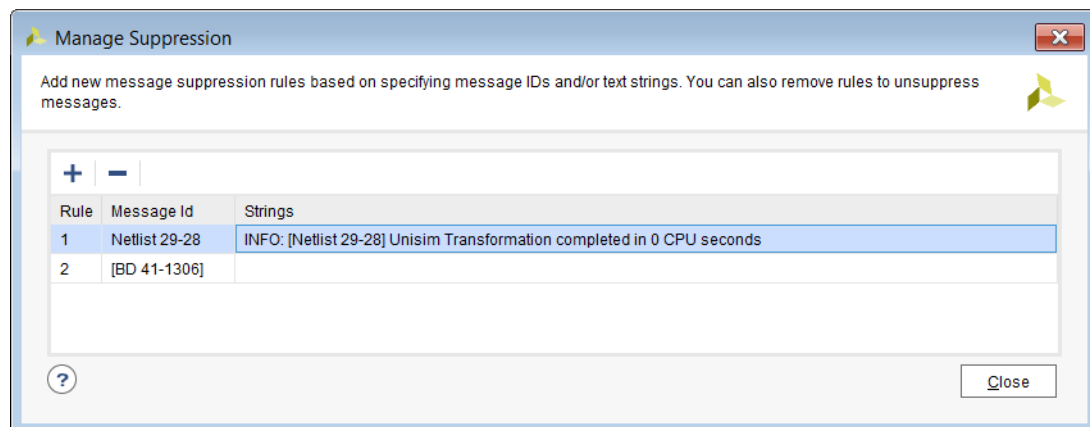 Manage Suppression
Add new message suppression rules based on specifying message IDs and/or text strings. You can also remove rules to unsuppress
messages.
Rule Message Id Strings
1 Netlist 29-28 INFO: [Netlist 29-28] Unisim Transformation completed in 0 CPU seconds
2 [BD 41-1306]
?
Close